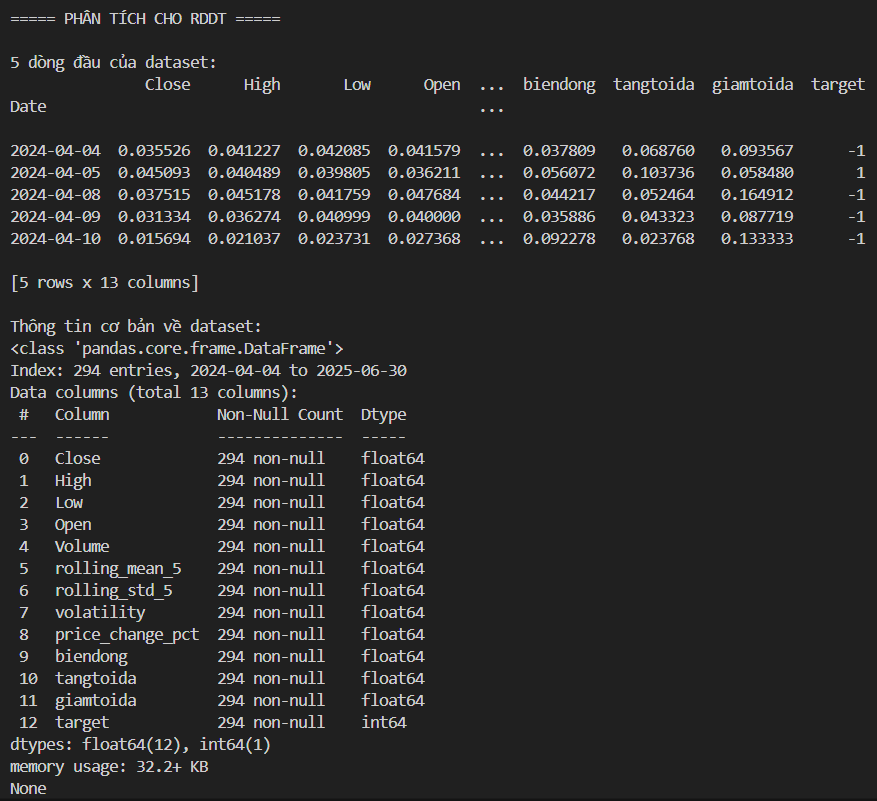 ===== PHÂN TÍCH CHO RDDT =====
5 dòng đầu của dataset:
Close High Low Open ... biendong tangtoida giamtoida target
Date ...
2024-04-04 0.035526 0.041227 0.042085 0.041579 ... 0.037809 0.068760 0.093567 -1
2024-04-05 0.045093 0.040489 0.039805 0.036211 ... 0.056072 0.103736 0.058480 1
2024-04-08 0.037515 0.045178 0.041759 0.047684 ... 0.044217 0.052464 0.164912 -1
2024-04-09 0.031334 0.036274 0.040999 0.040000 ... 0.035886 0.043323 0.087719 -1
2024-04-10 0.015694 0.021037 0.023731 0.027368 ... 0.092278 0.023768 0.133333 -1
[5 rows x 13 columns]
Thông tin cơ bản về dataset:
<class 'pandas.core.frame.DataFrame'>
Index: 294 entries, 2024-04-04 to 2025-06-30
Data columns (total 13 columns):
# Column Non-Null Count Dtype
--- ------ -------------- -----
0 Close 294 non-null float64
1 High 294 non-null float64
2 Low 294 non-null float64
3 Open 294 non-null float64
4 Volume 294 non-null float64
5 rolling_mean_5 294 non-null float64
6 rolling_std_5 294 non-null float64
7 volatility 294 non-null float64
8 price_change_pct 294 non-null float64
9 biendong 294 non-null float64
10 tangtoida 294 non-null float64
11 giamtoida 294 non-null float64
12 target 294 non-null int64
dtypes: float64(12), int64(1)
memory usage: 32.2+ KB
None